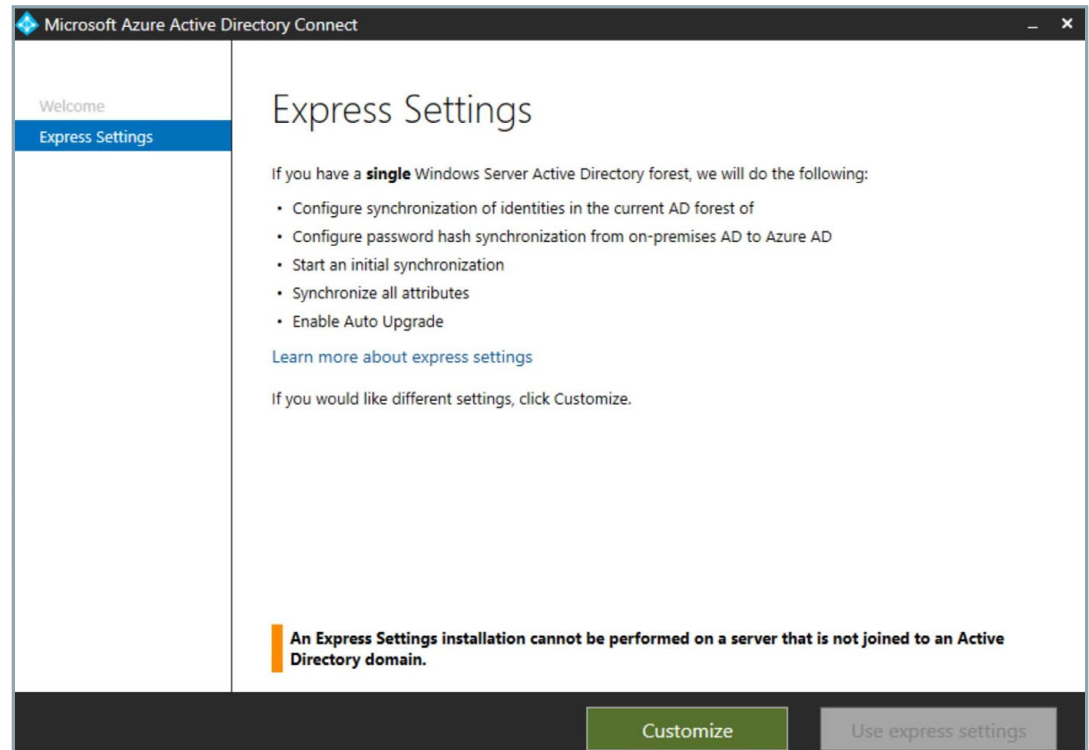 Microsoft Azure Active Directory Connect
Welcome
Express Settings
Express Settings
If you have a single Windows Server Active Directory forest, we will do the following:
• Configure synchronization of identities in the current AD forest of
• Configure password hash synchronization from on-premises AD to Azure AD
• Start an initial synchronization
• Synchronize all attributes
• Enable Auto Upgrade
Learn more about express settings
If you would like different settings, click Customize.
An Express Settings installation cannot be performed on a server that is not joined to an Active
Directory domain.
Customize
Use express settings